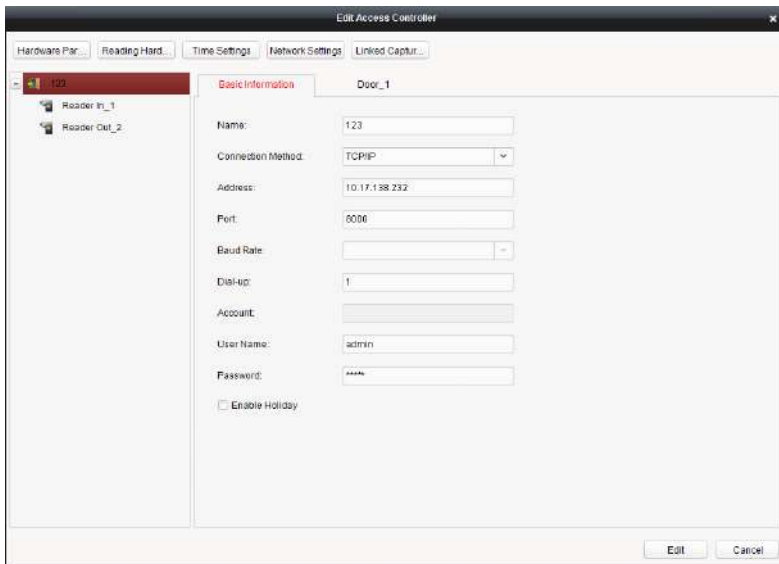 Edit Access Controller
Hardware Par... Reading Hard... Time Settings Network Settings Linked Captur...
123
Reader In_1
Reader Out_2
Basic Information Door_1
Name: 123
Connection Method: TCP/IP
Address: 10.17.138.232
Port:
Baud Rate:
Dial-up: 1
Account:
User Name: admin
Password: *****
Enable Holiday
Edit Cancel